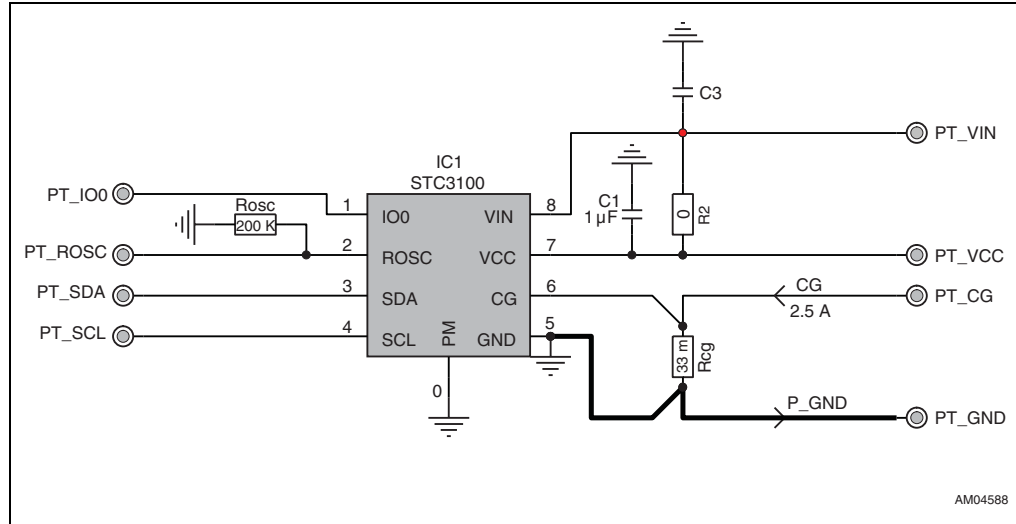 C3
PT_VIN
IC1
STC3100
PT_IO0
Rosc
200 K
1
IO0
VIN
8
C1
1 µF
0
R2
PT_ROSC
2
ROSC
VCC
7
PT_VCC
PT_SDA
3
SDA
CG
6
CG
2.5 A
PT_CG
PT_SCL
4
SCL
PM
GND
5
33 m
Rcg
0
P_GND
PT_GND
AM04588